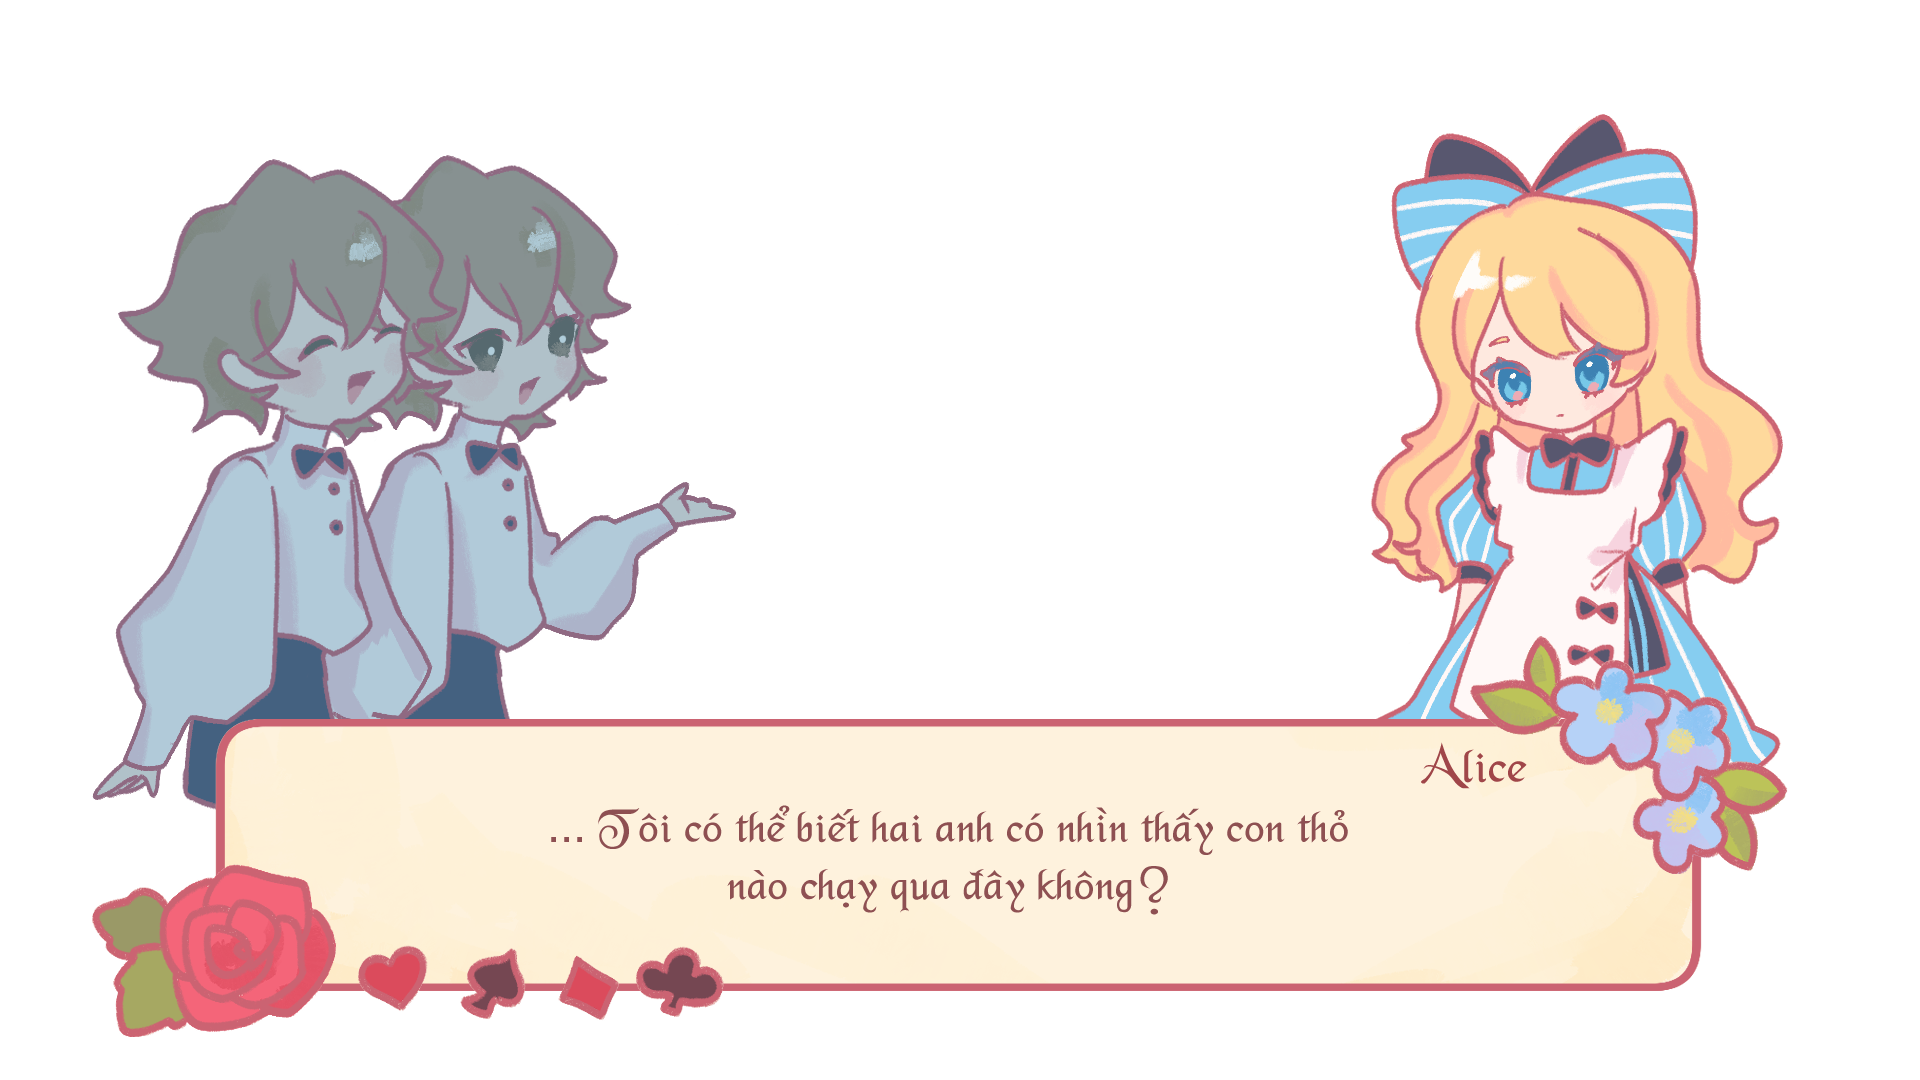 Alice
... Tôi có thể biết hai anh có nhìn thấy con thỏ
nào chạy qua đây không?